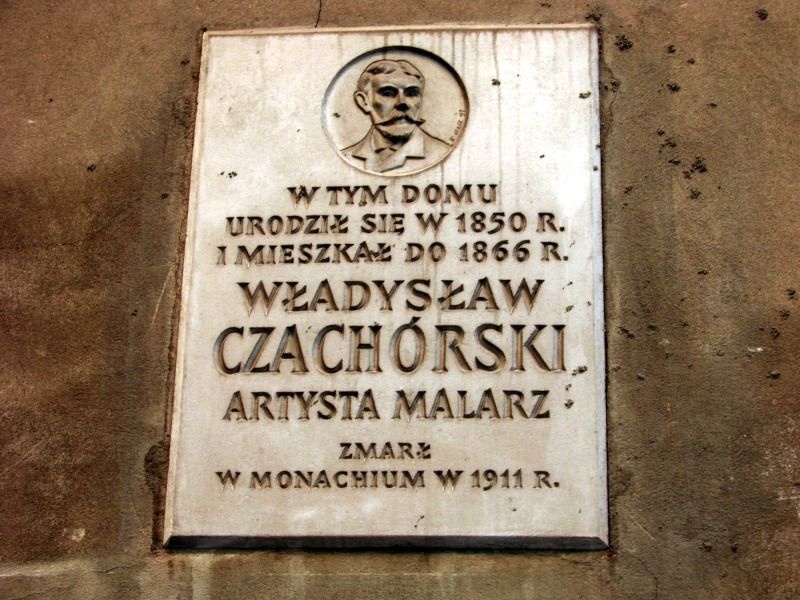 W TYM DOMU
URODZIŁ SIĘ W 1850 R.
I MIESZKAŁ DO 1866 R.
WŁADYSŁAW
CZACHÓRSKI
ARTYSTA MALARZ
ZMARŁ
W MONACHIUM W 1911 R.